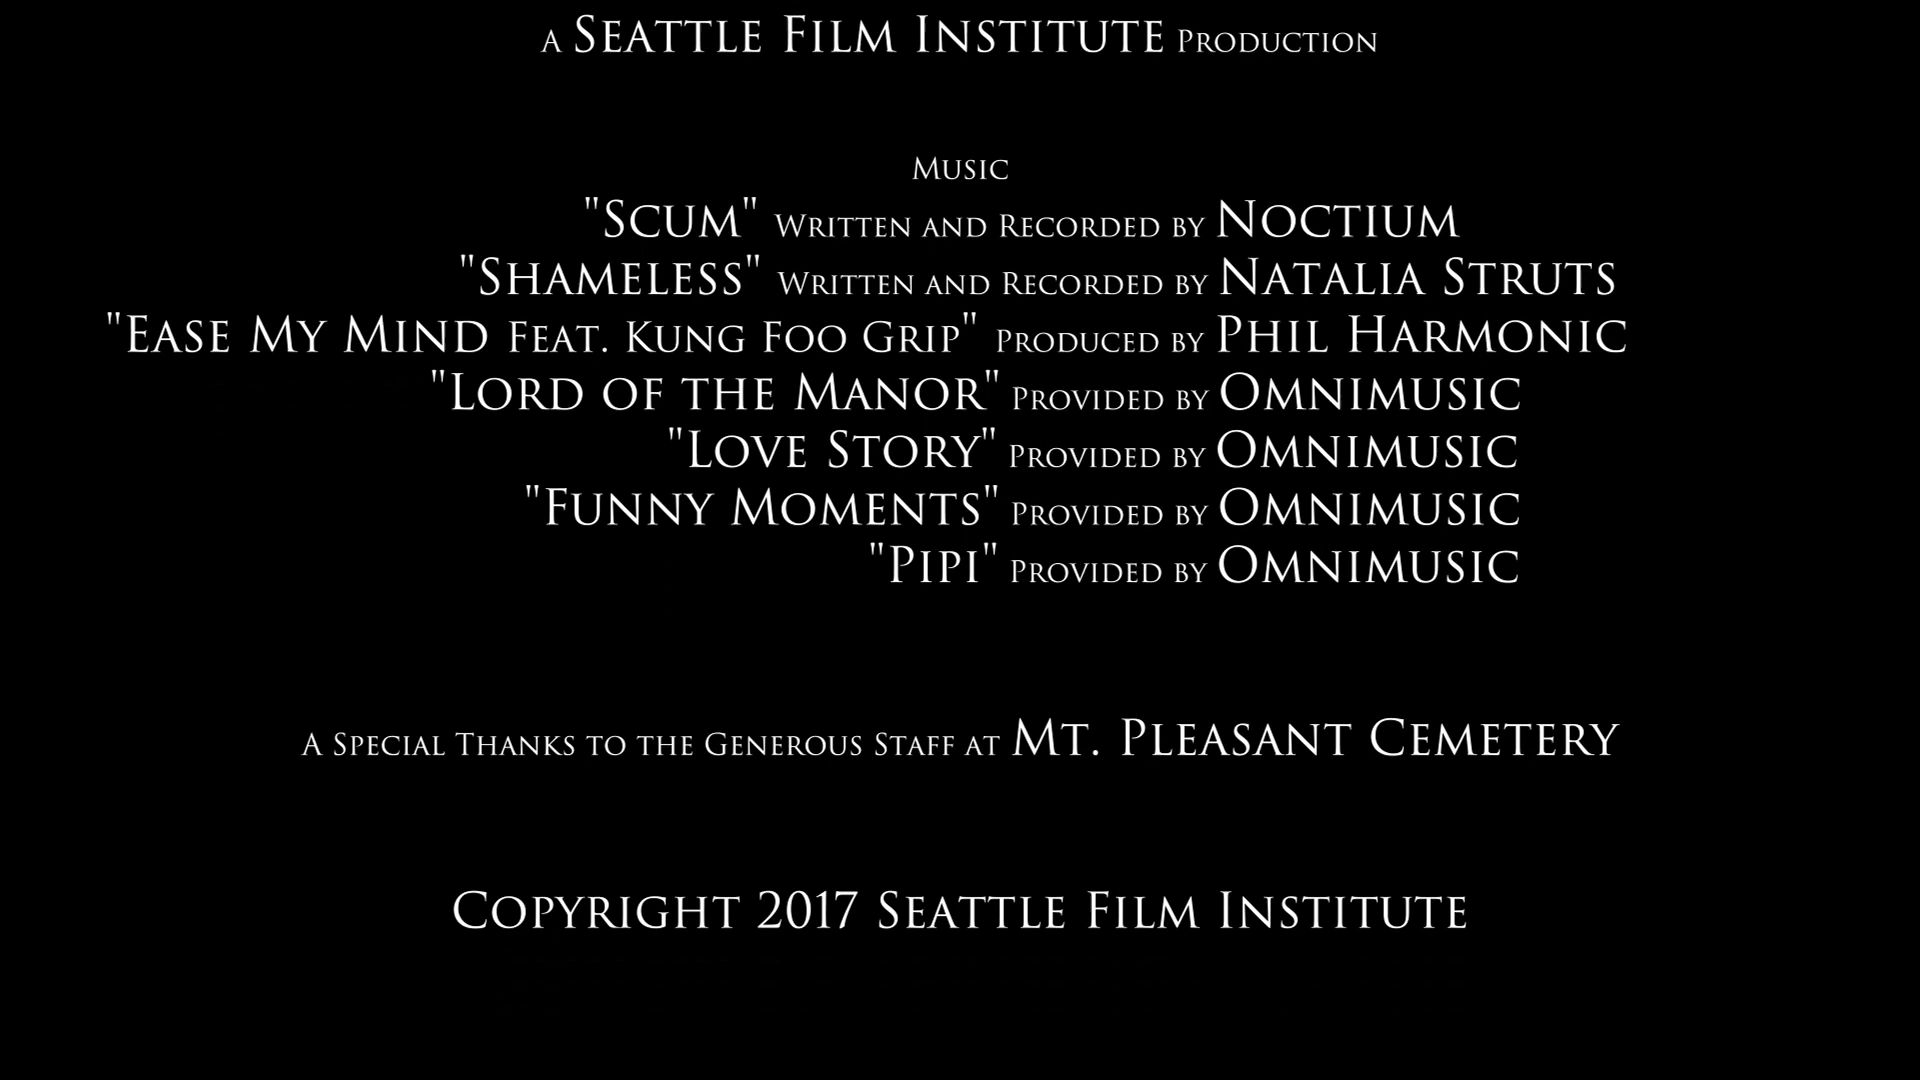 A Seattle Film Institute Production
Music
"Scum" Written and Recorded by Noctium
"Shameless" Written and Recorded by Natalia Struts
"Ease My Mind Feat. Kung Foo Grip" Produced by Phil Harmonic
"Lord of the Manor" Provided by Omnimusic
"Love Story" Provided by Omnimusic
"Funny Moments" Provided by Omnimusic
"Pipi" Provided by Omnimusic
A Special Thanks to the Generous Staff at Mt. Pleasant Cemetery
Copyright 2017 Seattle Film Institute